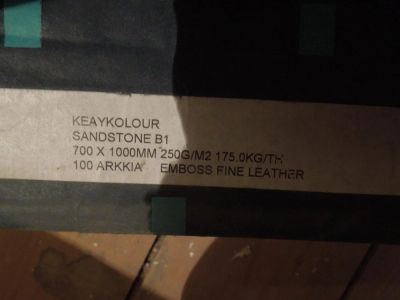 KEAYKOLOUR
SANDSTONE B1
700 X 1000MM 250G/M2 175.0KG/TH
100 ARKKIA EMBOSS FINE LEATHER